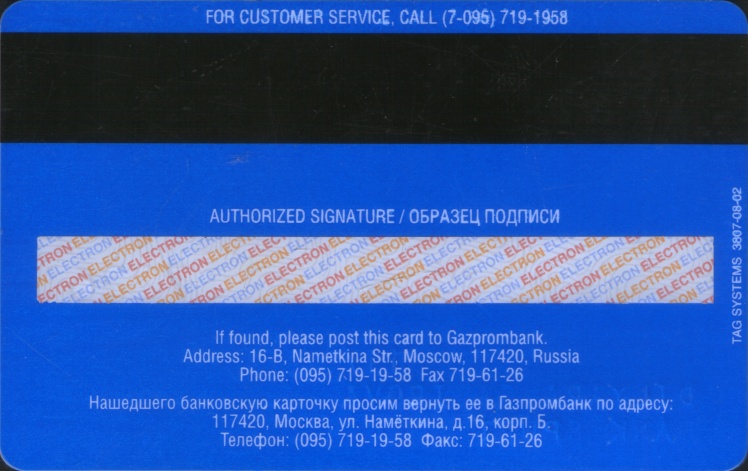 FOR CUSTOMER SERVICE, CALL (7-095) 719-1958
AUTHORIZED SIGNATURE / ОБРАЗЕЦ ПОДПИСИ
ELECTRON ELECTRON ELECTRON ELECTRON ELECTRON ELECTRON
TAG SYSTEMS 3807-08-02
If found, please post this card to Gazprombank.
Address: 16-B, Nametkina Str., Moscow, 117420, Russia
Phone: (095) 719-19-58 Fax 719-61-26
Нашедшего банковскую карточку просим вернуть ее в Газпромбанк по адресу:
117420, Москва, ул. Намёткина, д.16, корп. Б.
Телефон: (095) 719-19-58 Факс: 719-61-26